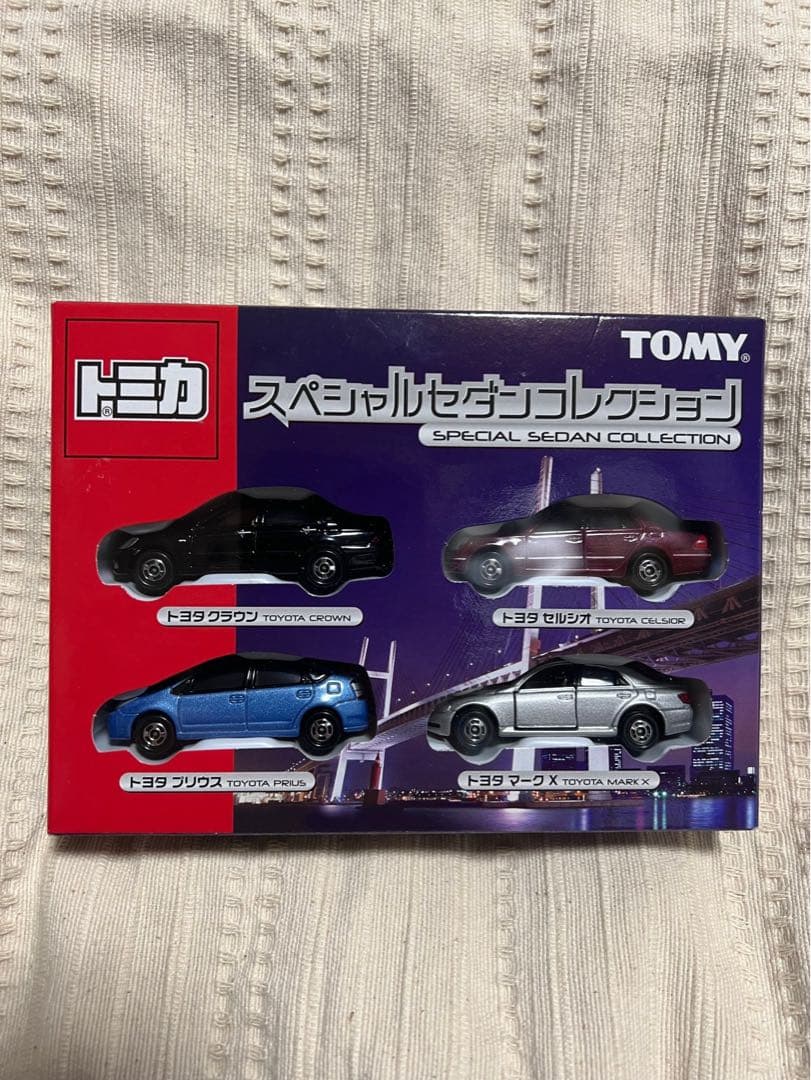 トミカ®
TOMY®
スペシャルセダンコレクション
SPECIAL SEDAN COLLECTION
トヨタ クラウン TOYOTA CROWN
トヨタ セルシオ TOYOTA CELSIOR
トヨタ プリウス TOYOTA PRIUS
トヨタ マークX TOYOTA MARK X